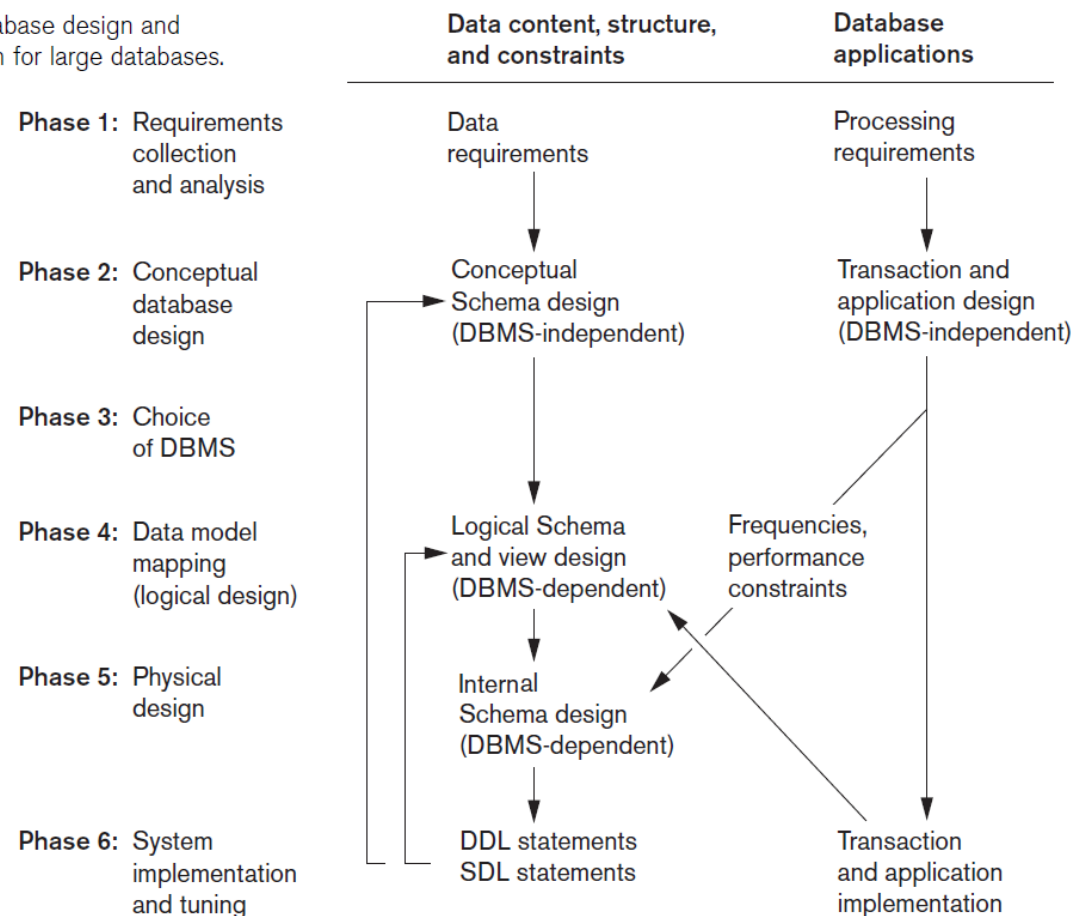 abase design and
n for large databases.
Data content, structure,
and constraints
Database
applications
Phase 1: Requirements
collection
and analysis
Data
requirements
Processing
requirements
Phase 2: Conceptual
database
design
Conceptual
Schema design
(DBMS-independent)
Transaction and
application design
(DBMS-independent)
Phase 3: Choice
of DBMS
Phase 4: Data model
mapping
(logical design)
Logical Schema
and view design
(DBMS-dependent)
Frequencies,
performance
constraints
Phase 5: Physical
design
Internal
Schema design
(DBMS-dependent)
Phase 6: System
implementation
and tuning
DDL statements
SDL statements
Transaction
and application
implementation